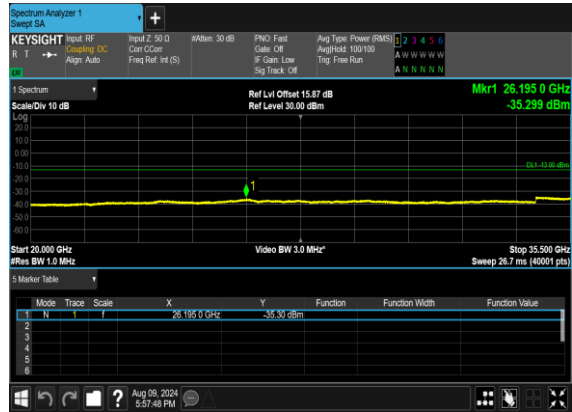 Spectrum Analyzer 1
Swept SA
+
KEYSIGHT
R T
Input: RF
Coupling: DC
Align: Auto
Input Z: 50 Ω
Corr CCorr
Freq Ref: Int (S)
#Atten: 30 dB
PNO: Fast
Gate: Off
IF Gain: Low
Sig Track: Off
Avg Type: Power (RMS)
Avg|Hold: 100/100
Trig: Free Run
1 2 3 4 5 6
A W W W W W
A N N N N N
1 Spectrum
Scale/Div 10 dB
Ref Lvl Offset 15.87 dB
Ref Level 30.00 dBm
Mkr1 26.195 0 GHz
-35.299 dBm
Log
20.0
10.0
0.00
-10.0
DL1 -13.00 dBm
-20.0
-30.0
1
-40.0
-50.0
-60.0
Start 20.000 GHz
#Res BW 1.0 MHz
Video BW 3.0 MHz*
Stop 35.500 GHz
Sweep 26.7 ms (40001 pts)
5 Marker Table
Mode Trace Scale X Y Function Function Width Function Value
1 N 1 f 26.195 0 GHz -35.30 dBm
2
3
4
5
6
?
Aug 09, 2024
5:57:48 PM